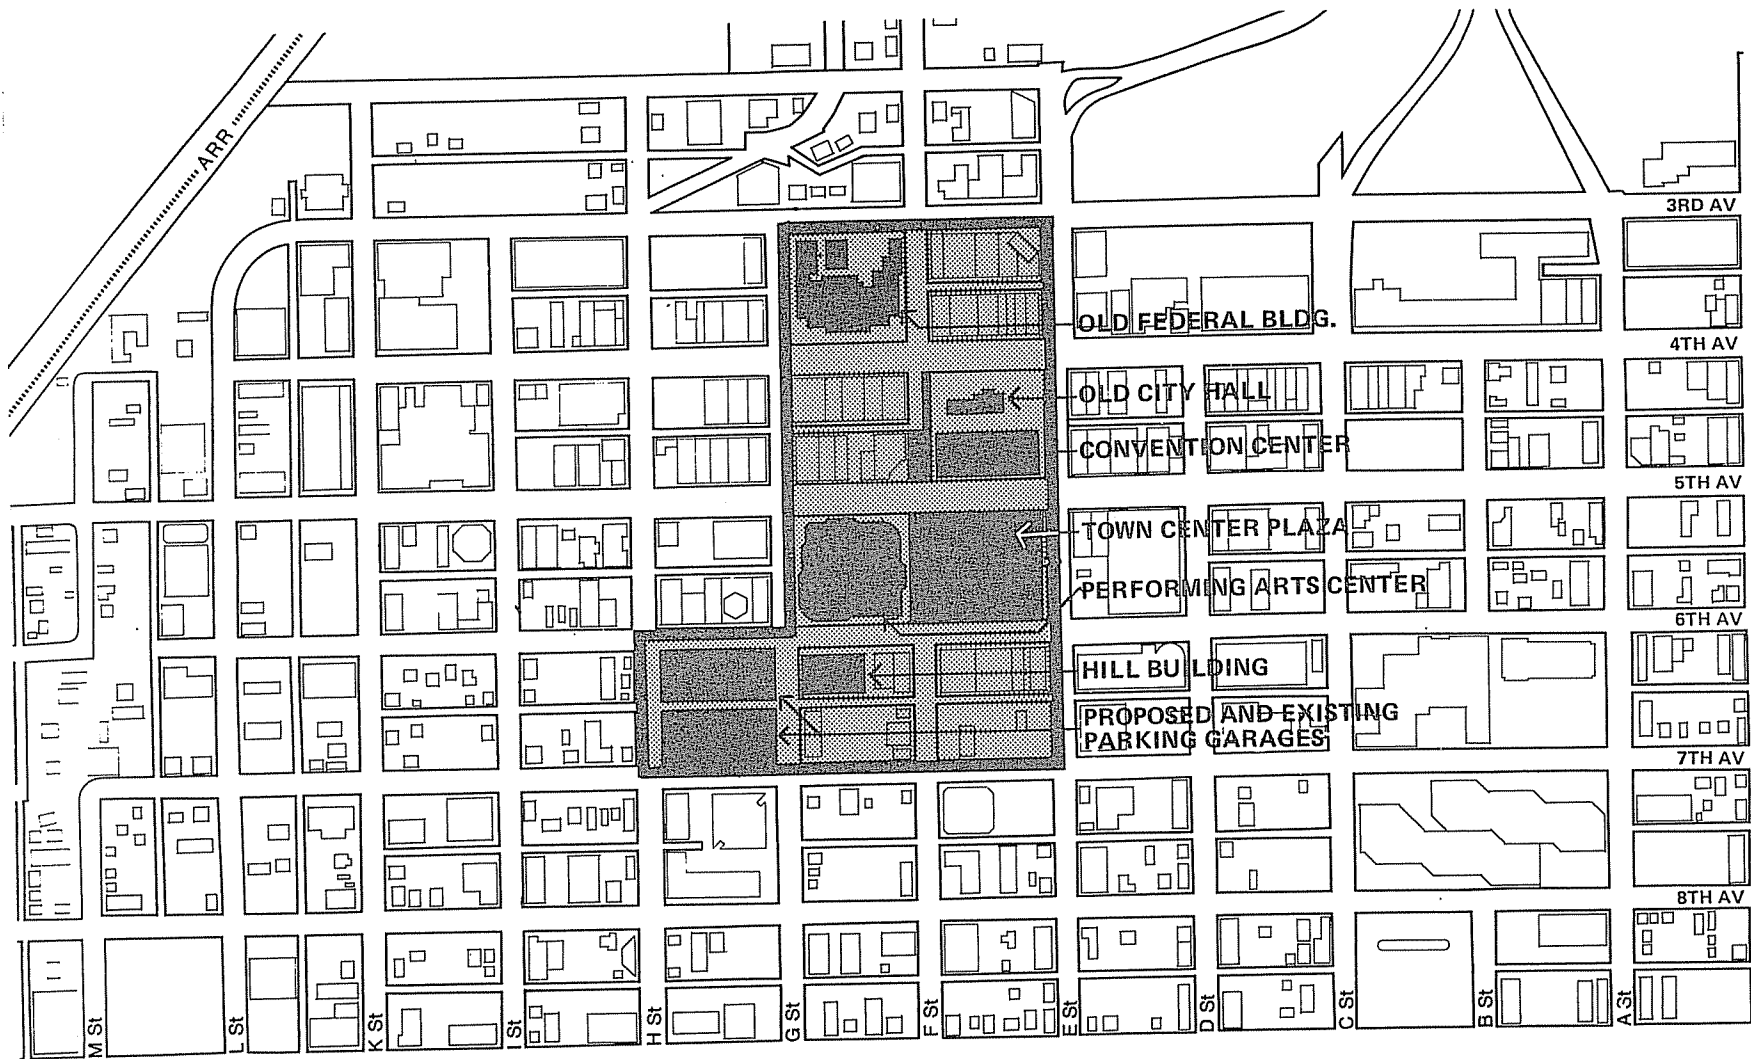 ARR
3RD AV
OLD FEDERAL BLDG.
4TH AV
OLD CITY HALL
CONVENTION CENTER
5TH AV
TOWN CENTER PLAZA
PERFORMING ARTS CENTER
6TH AV
HILL BUILDING
PROPOSED AND EXISTING
PARKING GARAGES
7TH AV
8TH AV
M St
L St
K St
I St
H St
G St
F St
E St
D St
C St
B St
A St